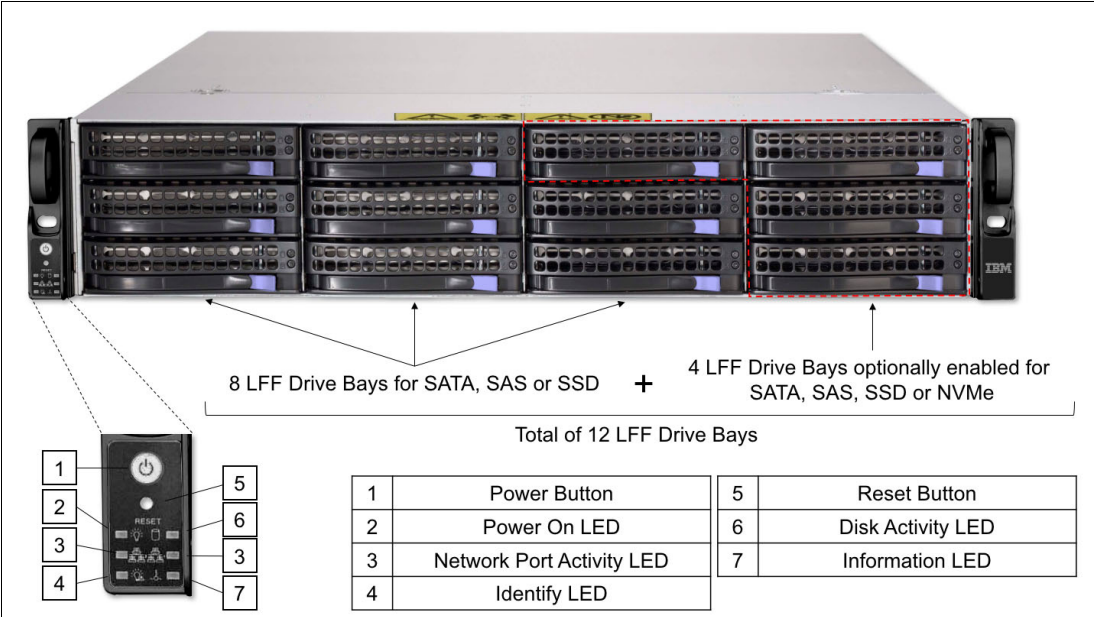 RESET
IBM
8 LFF Drive Bays for SATA, SAS or SSD
+
4 LFF Drive Bays optionally enabled for
SATA, SAS, SSD or NVMe
Total of 12 LFF Drive Bays
1
2
3
4
RESET
5
6
3
7
1 Power Button
2 Power On LED
3 Network Port Activity LED
4 Identify LED
5 Reset Button
6 Disk Activity LED
7 Information LED